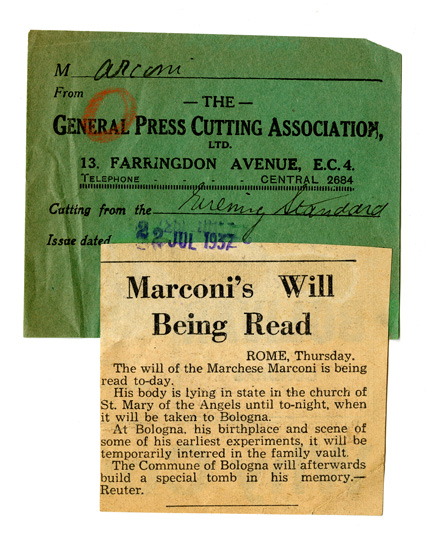 M arconi
From
— THE —
GENERAL PRESS CUTTING ASSOCIATION,
LTD.
13. FARRINGDON AVENUE, E.C. 4.
TELEPHONE - - - - CENTRAL 2684
Cutting from the Evening Standard
Issue dated 22 JUL 1937
Marconi's Will
Being Read
ROME, Thursday.
The will of the Marchese Marconi is being
read to-day.
His body is lying in state in the church of
St. Mary of the Angels until to-night, when
it will be taken to Bologna.
At Bologna, his birthplace and scene of
some of his earliest experiments, it will be
temporarily interred in the family vault.
The Commune of Bologna will afterwards
build a special tomb in his memory.—
Reuter.